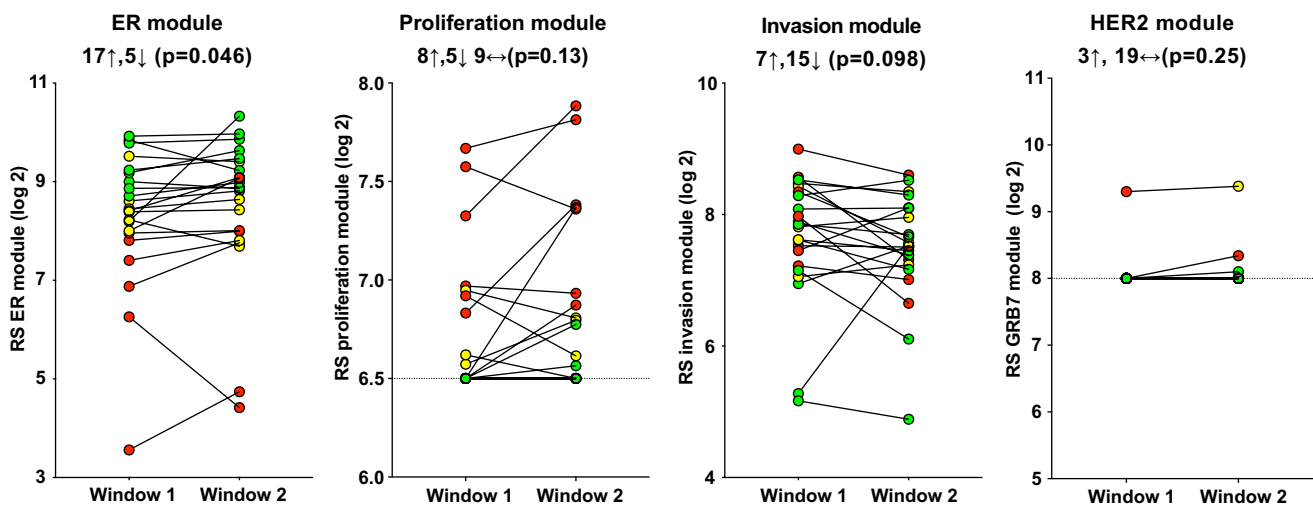 ER module
17↑,5↓ (p=0.046)
RS ER module (log 2)
11
9
7
5
3
Window 1 Window 2
Proliferation module
8↑,5↓ 9↔(p=0.13)
RS proliferation module (log 2)
8.0
7.5
7.0
6.5
6.0
Window 1 Window 2
Invasion module
7↑,15↓ (p=0.098)
RS invasion module (log 2)
10
8
6
4
Window 1 Window 2
HER2 module
3↑, 19↔(p=0.25)
RS GRB7 module (log 2)
11
10
9
8
7
6
5
Window 1 Window 2